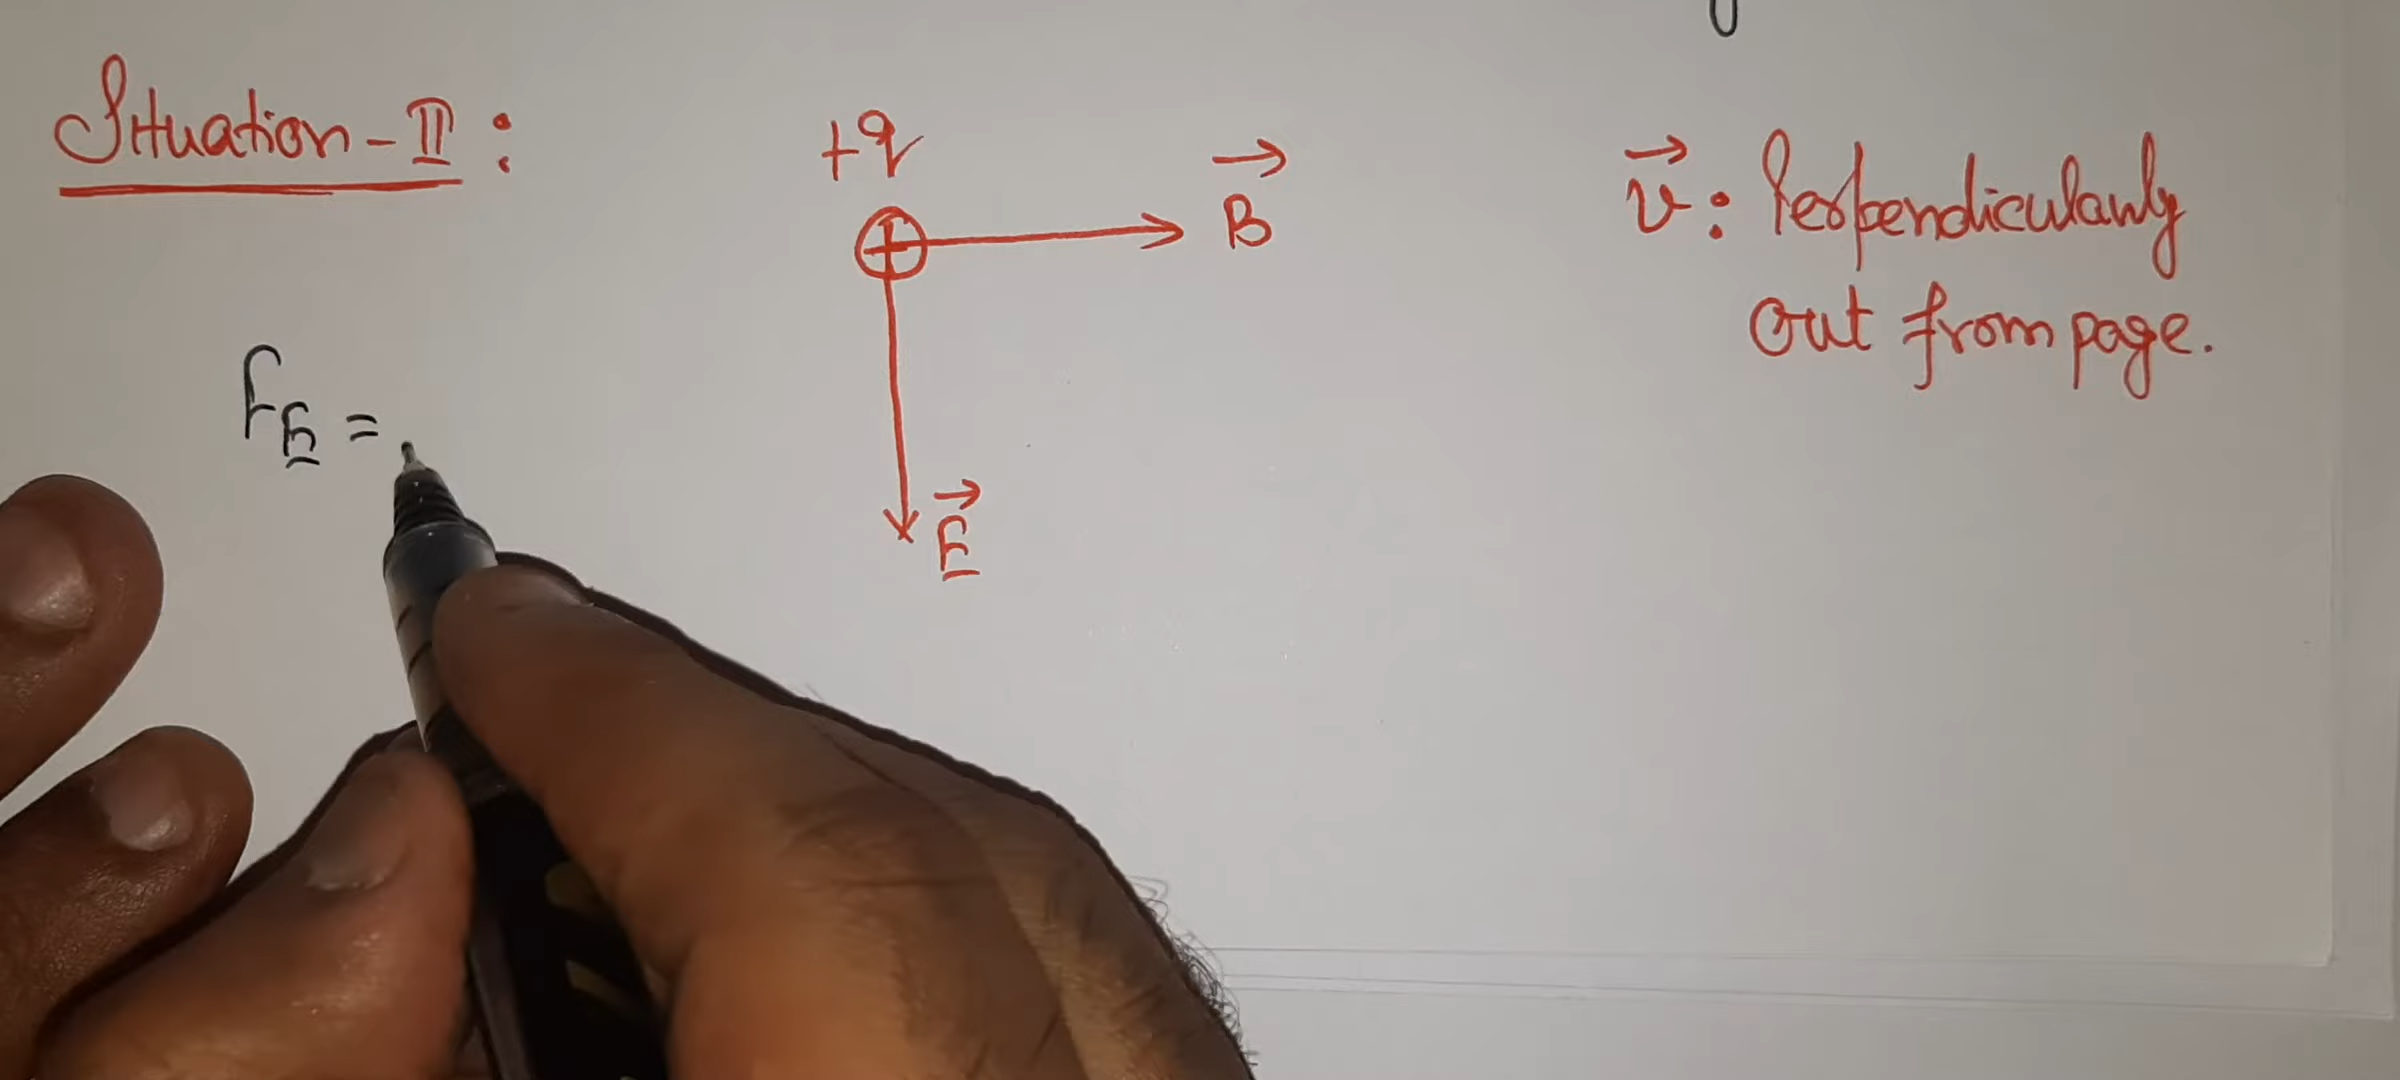 Situation-II:
+q
B
v: Perpendicularly
out from page.
F_E =
E